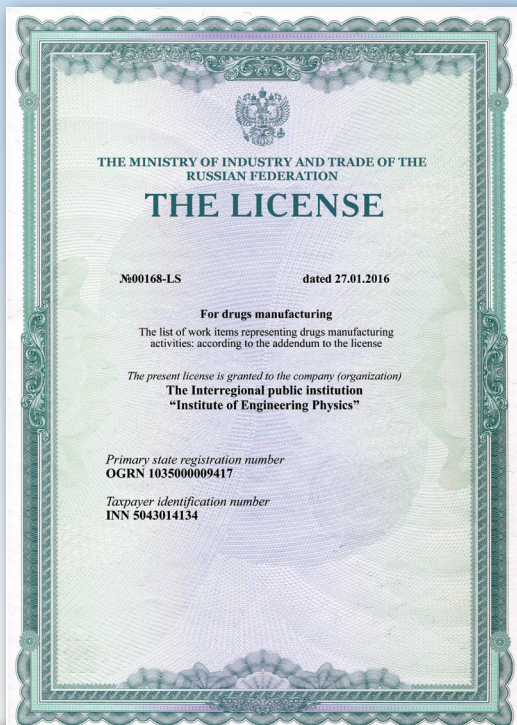 THE MINISTRY OF INDUSTRY AND TRADE OF THE
RUSSIAN FEDERATION
THE LICENSE
№00168-LS dated 27.01.2016
For drugs manufacturing
The list of work items representing drugs manufacturing
activities: according to the addendum to the license
The present license is granted to the company (organization)
The Interregional public institution
“Institute of Engineering Physics”
Primary state registration number
OGRN 1035000009417
Taxpayer identification number
INN 5043014134